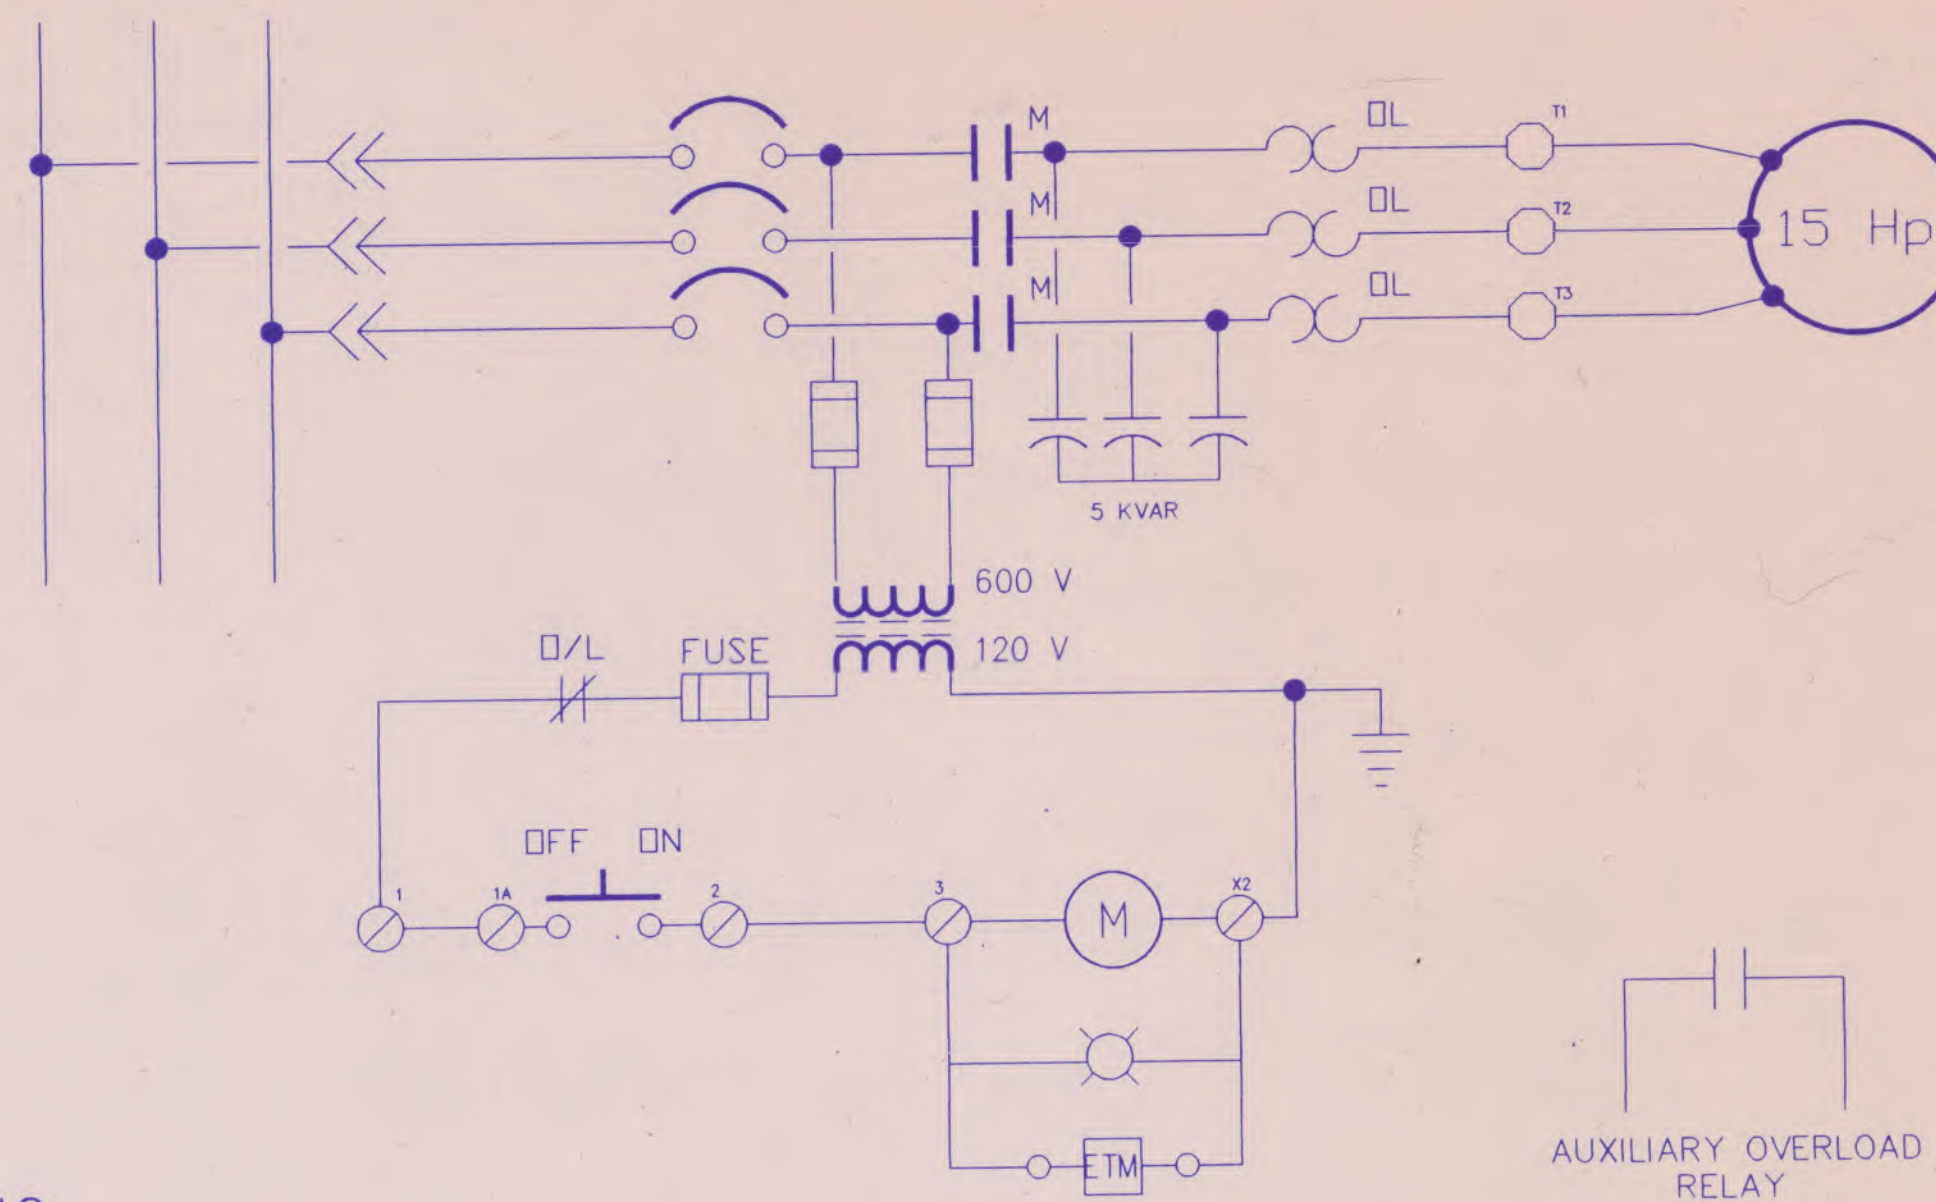 M
OL
T1
M
OL
T2
15 Hp
M
OL
T3
5 KVAR
600 V
O/L
FUSE
120 V
OFF ON
1
1A
2
3
M
X2
ETM
AUXILIARY OVERLOAD
RELAY